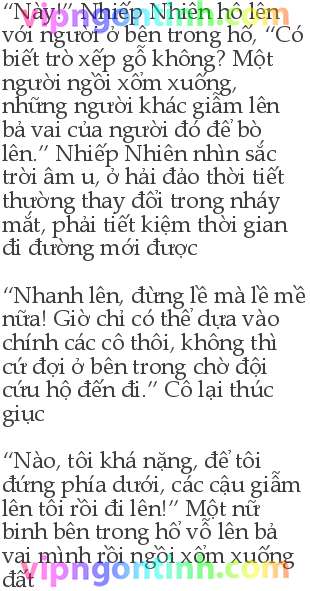 “Này!” Nhiếp Nhiên hô lên
với người ở bên trong hố, “Có
biết trò xếp gỗ không? Một
người ngồi xổm xuống,
những người khác giẫm lên
bả vai của người đó để bò
lên.” Nhiếp Nhiên nhìn sắc
trời âm u, ở hải đảo thời tiết
thường thay đổi trong nháy
mắt, phải tiết kiệm thời gian
đi đường mới được
“Nhanh lên, đừng lề mà lề mề
nữa! Giờ chỉ có thể dựa vào
chính các cô thôi, không thì
cứ đợi ở bên trong chờ đội
cứu hộ đến đi.” Cô lại thúc
giục
“Nào, tôi khá nặng, để tôi
đứng phía dưới, các cậu giẫm
lên tôi rồi đi lên!” Một nữ
binh bên trong hổ vỗ lên bả
vai mình rồi ngồi xổm xuống
đất
vipngontinh.com
vipngontinh.com